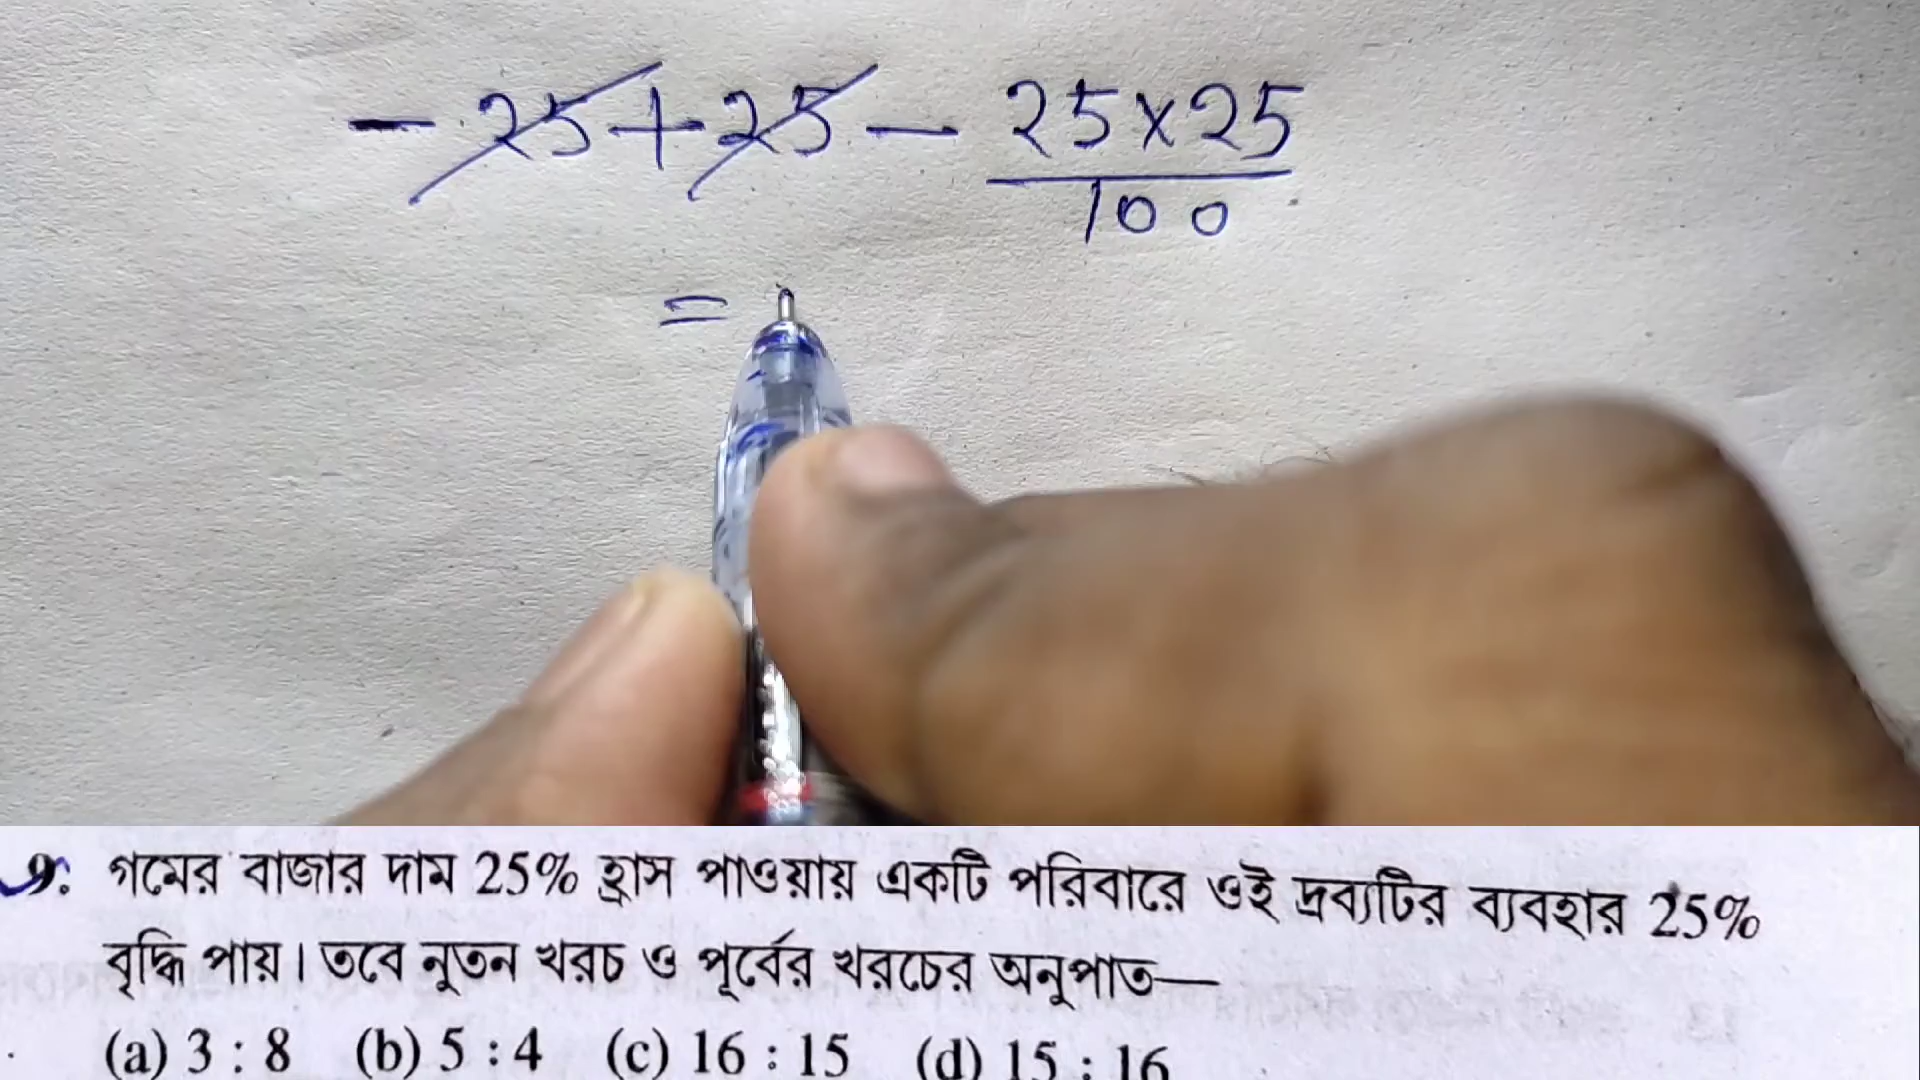 - 25 + 25 - 25×25
100
=
9. গমের বাজার দাম 25% হ্রাস পাওয়ায় একটি পরিবারে ওই দ্রব্যটির ব্যবহার 25%
বৃদ্ধি পায়। তবে নুতন খরচ ও পূর্বের খরচের অনুপাত—
(a) 3 : 8 (b) 5 : 4 (c) 16 : 15 (d) 15 : 16